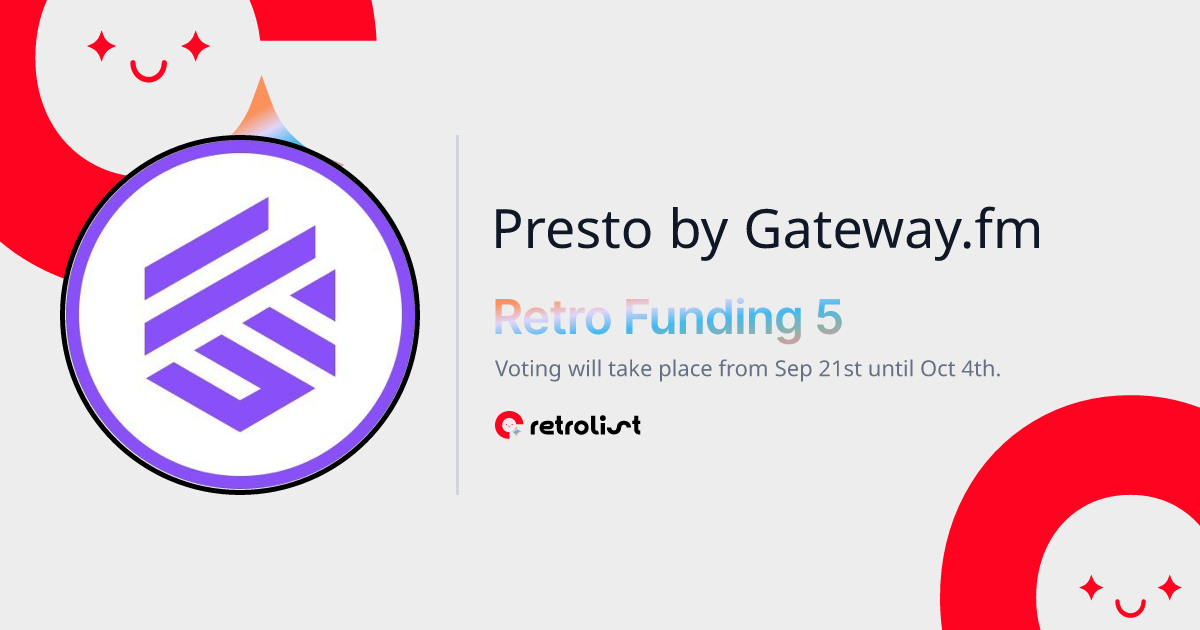 Presto by Gateway.fm
Retro Funding 5
Voting will take place from Sep 21st until Oct 4th.
retrolist